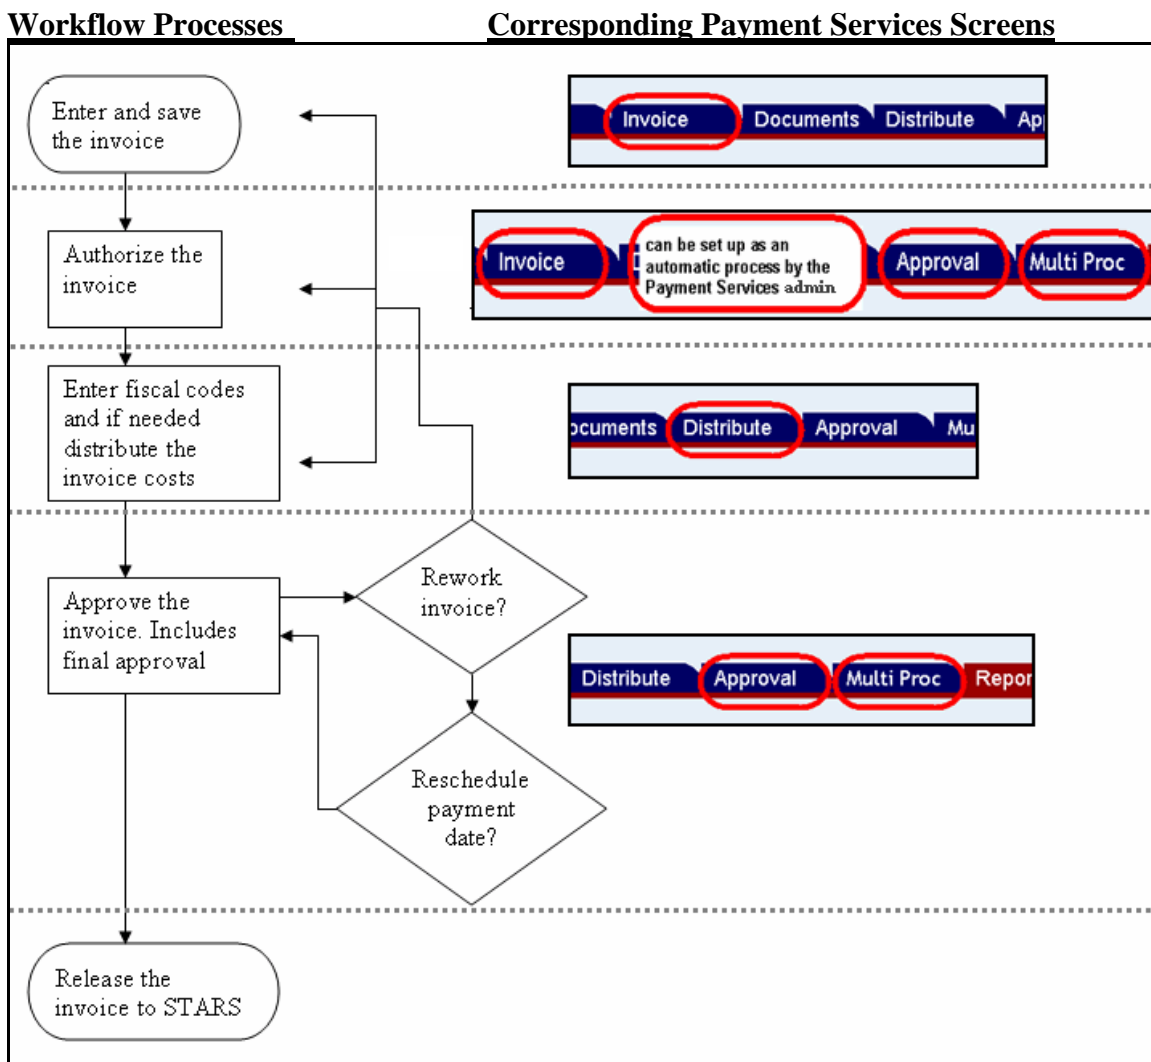 Workflow Processes Corresponding Payment Services Screens
Enter and save
the invoice
Invoice Documents Distribute Ap
Authorize the
invoice
Invoice D can be set up as an
automatic process by the
Payment Services admin
Approval Multi Proc
Enter fiscal codes
and if needed
distribute the
invoice costs
ocuments Distribute Approval Mu
Approve the
invoice. Includes
final approval
Rework
invoice?
Distribute Approval Multi Proc Repor
Reschedule
payment
date?
Release the
invoice to STARS